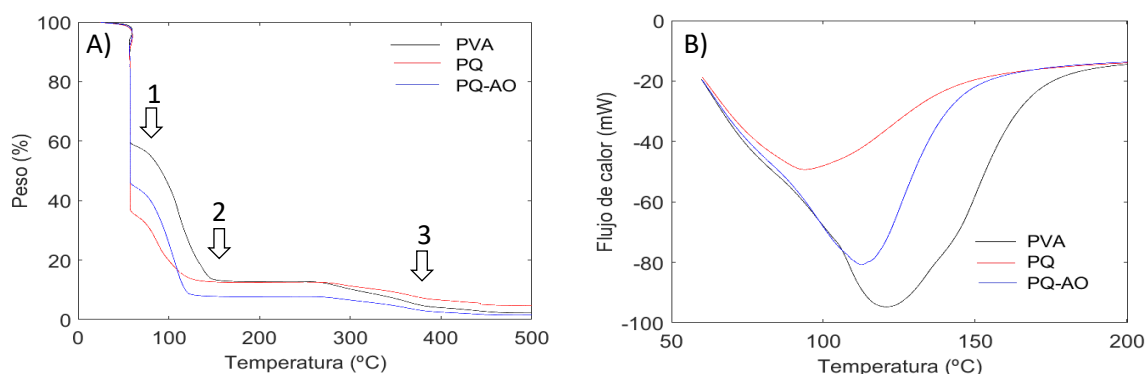 A)
Peso (%)
100
80
60
40
20
0
1
2
3
PVA
PQ
PQ-AO
0 100 200 300 400 500
Temperatura (ºC)
B)
Flujo de calor (mW)
0
-20
-40
-60
-80
-100
PVA
PQ
PQ-AO
50 100 150 200
Temperatura (ºC)